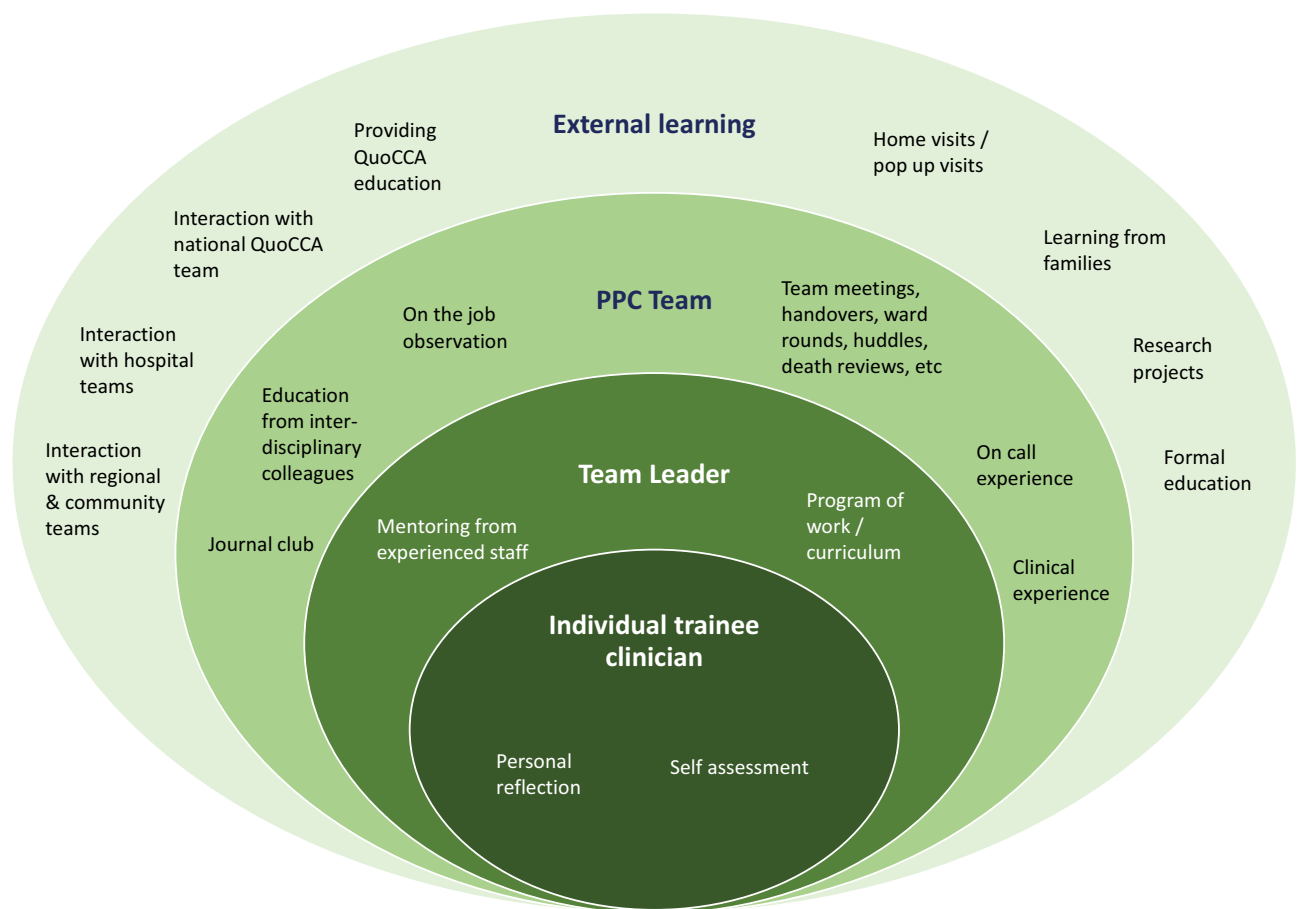 External learning
Providing
QuoCCA
education
Home visits /
pop up visits
Interaction with
national QuoCCA
team
Learning from
families
Interaction
with hospital
teams
Research
projects
Interaction
with regional
& community
teams
Formal
education
PPC Team
On the job
observation
Team meetings,
handovers, ward
rounds, huddles,
death reviews, etc
Education
from inter-
disciplinary
colleagues
On call
experience
Journal club
Clinical
experience
Team Leader
Mentoring from
experienced staff
Program of
work /
curriculum
Individual trainee
clinician
Personal
reflection
Self assessment